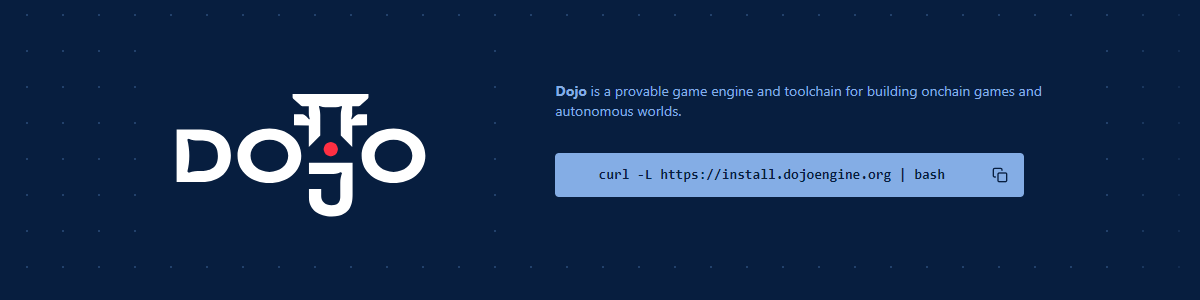 DOJO
Dojo is a provable game engine and toolchain for building onchain games and
autonomous worlds.
curl -L https://install.dojoengine.org | bash